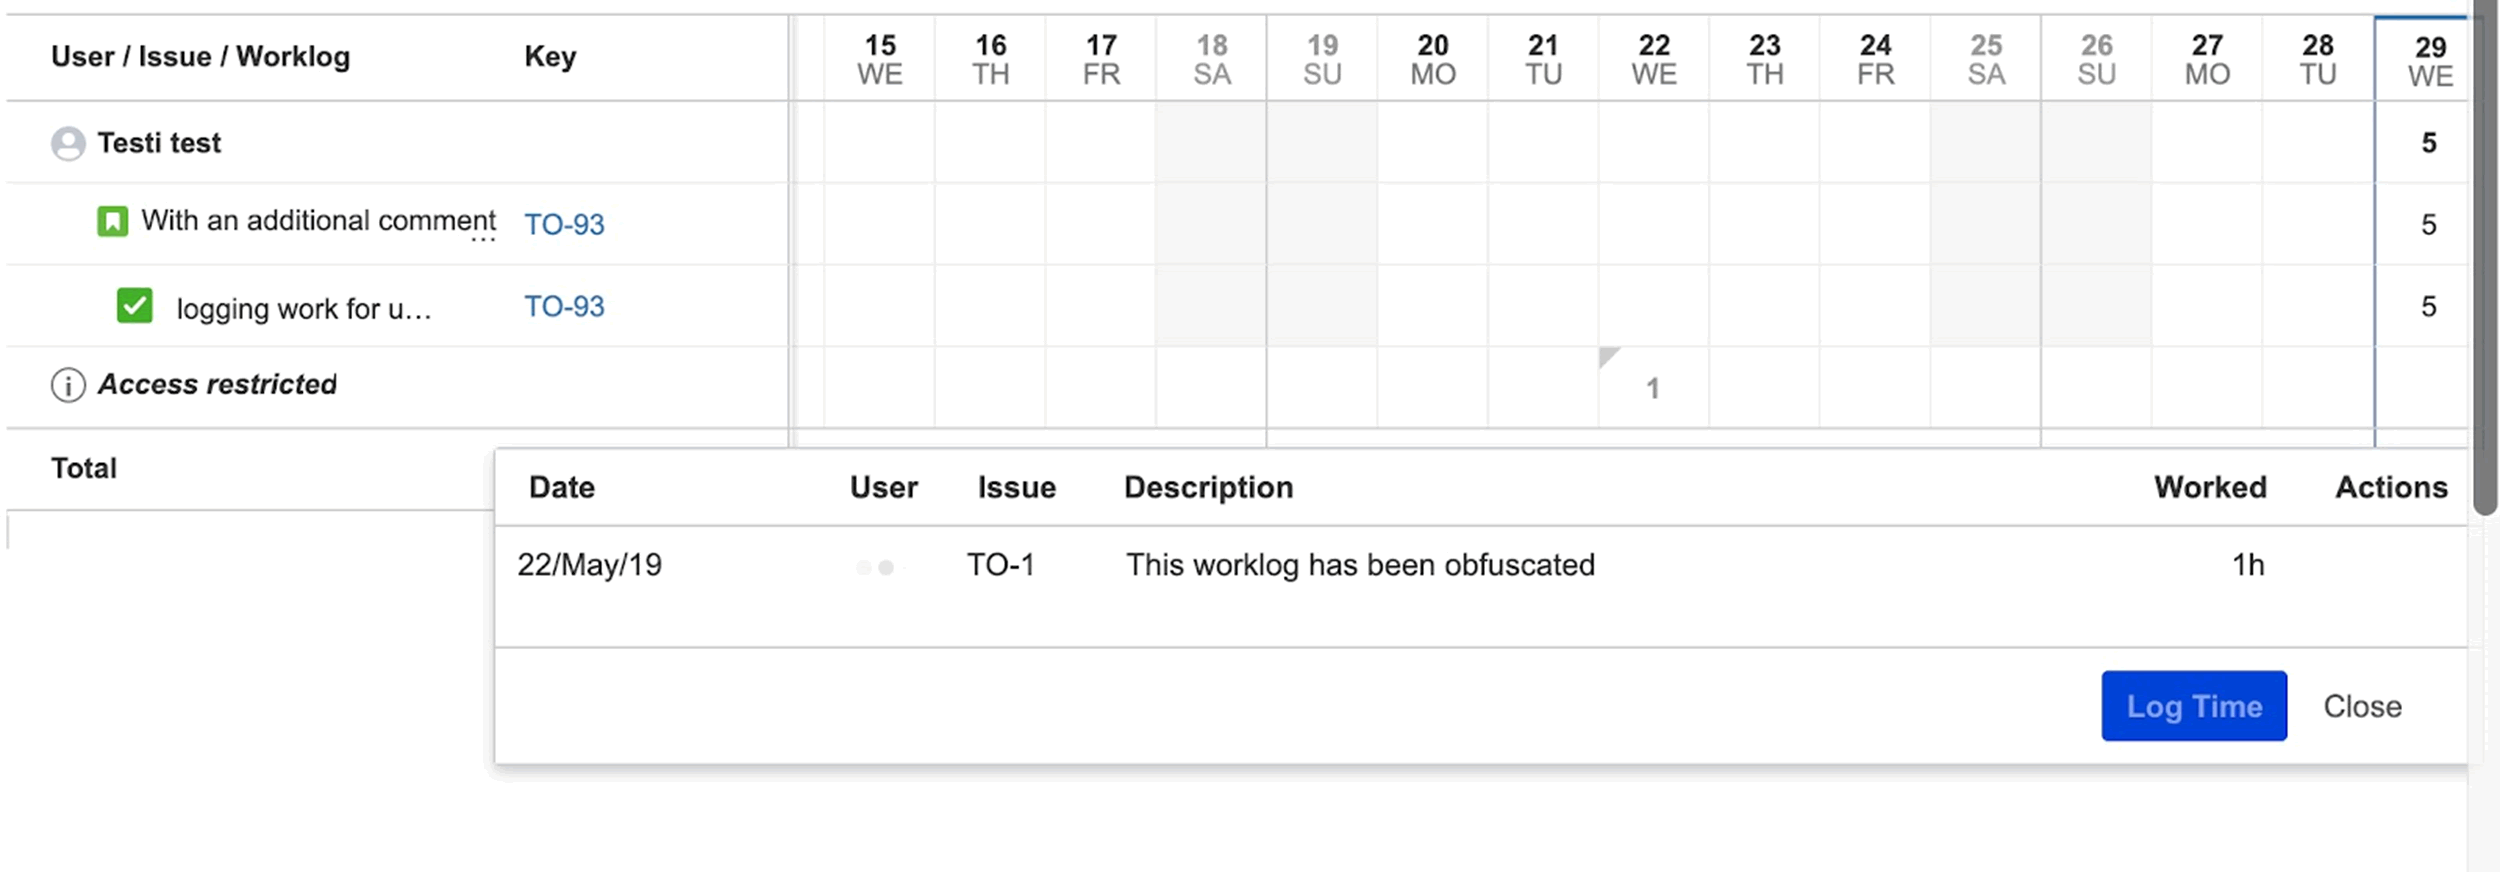 User / Issue / Worklog Key 15 16 17 18 19 20 21 22 23 24 25 26 27 28 29
WE TH FR SA SU MO TU WE TH FR SA SU MO TU WE
Testi test 5
With an additional comment ... TO-93 5
logging work for u... TO-93 5
Access restricted 1
Total
Date User Issue Description Worked Actions
22/May/19 TO-1 This worklog has been obfuscated 1h
Log Time Close